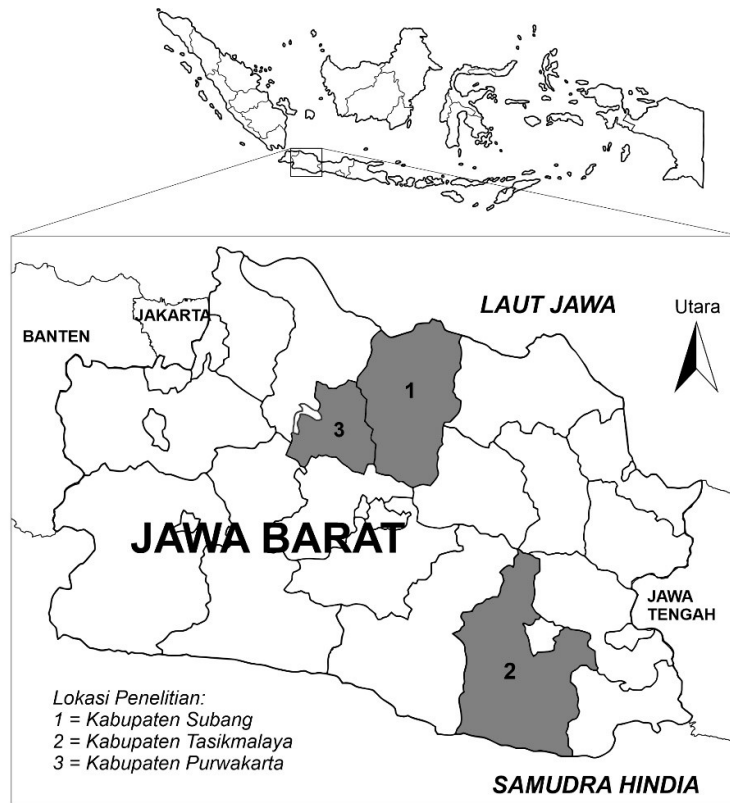 LAUT JAWA
Utara
JAKARTA
BANTEN
1
3
JAWA BARAT
JAWA
TENGAH
2
Lokasi Penelitian:
1 = Kabupaten Subang
2 = Kabupaten Tasikmalaya
3 = Kabupaten Purwakarta
SAMUDRA HINDIA